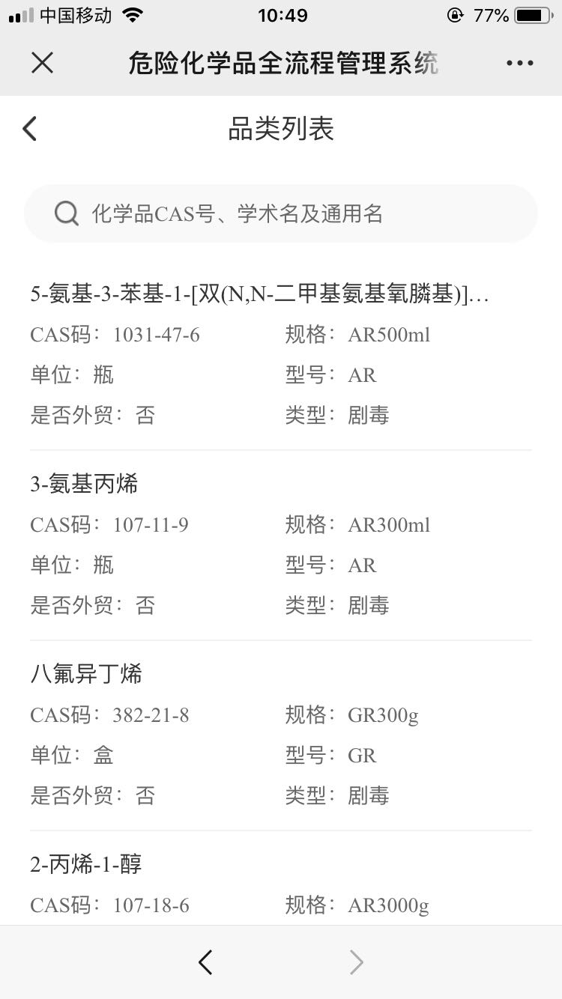 中国移动 10:49 77%
危险化学品全流程管理系统
品类列表
化学品CAS号、学术名及通用名
5-氨基-3-苯基-1-[双(N,N-二甲基氨基氧膦基)]...
CAS码：1031-47-6 规格：AR500ml
单位：瓶 型号：AR
是否外贸：否 类型：剧毒
3-氨基丙烯
CAS码：107-11-9 规格：AR300ml
单位：瓶 型号：AR
是否外贸：否 类型：剧毒
八氟异丁烯
CAS码：382-21-8 规格：GR300g
单位：盒 型号：GR
是否外贸：否 类型：剧毒
2-丙烯-1-醇
CAS码：107-18-6 规格：AR3000g